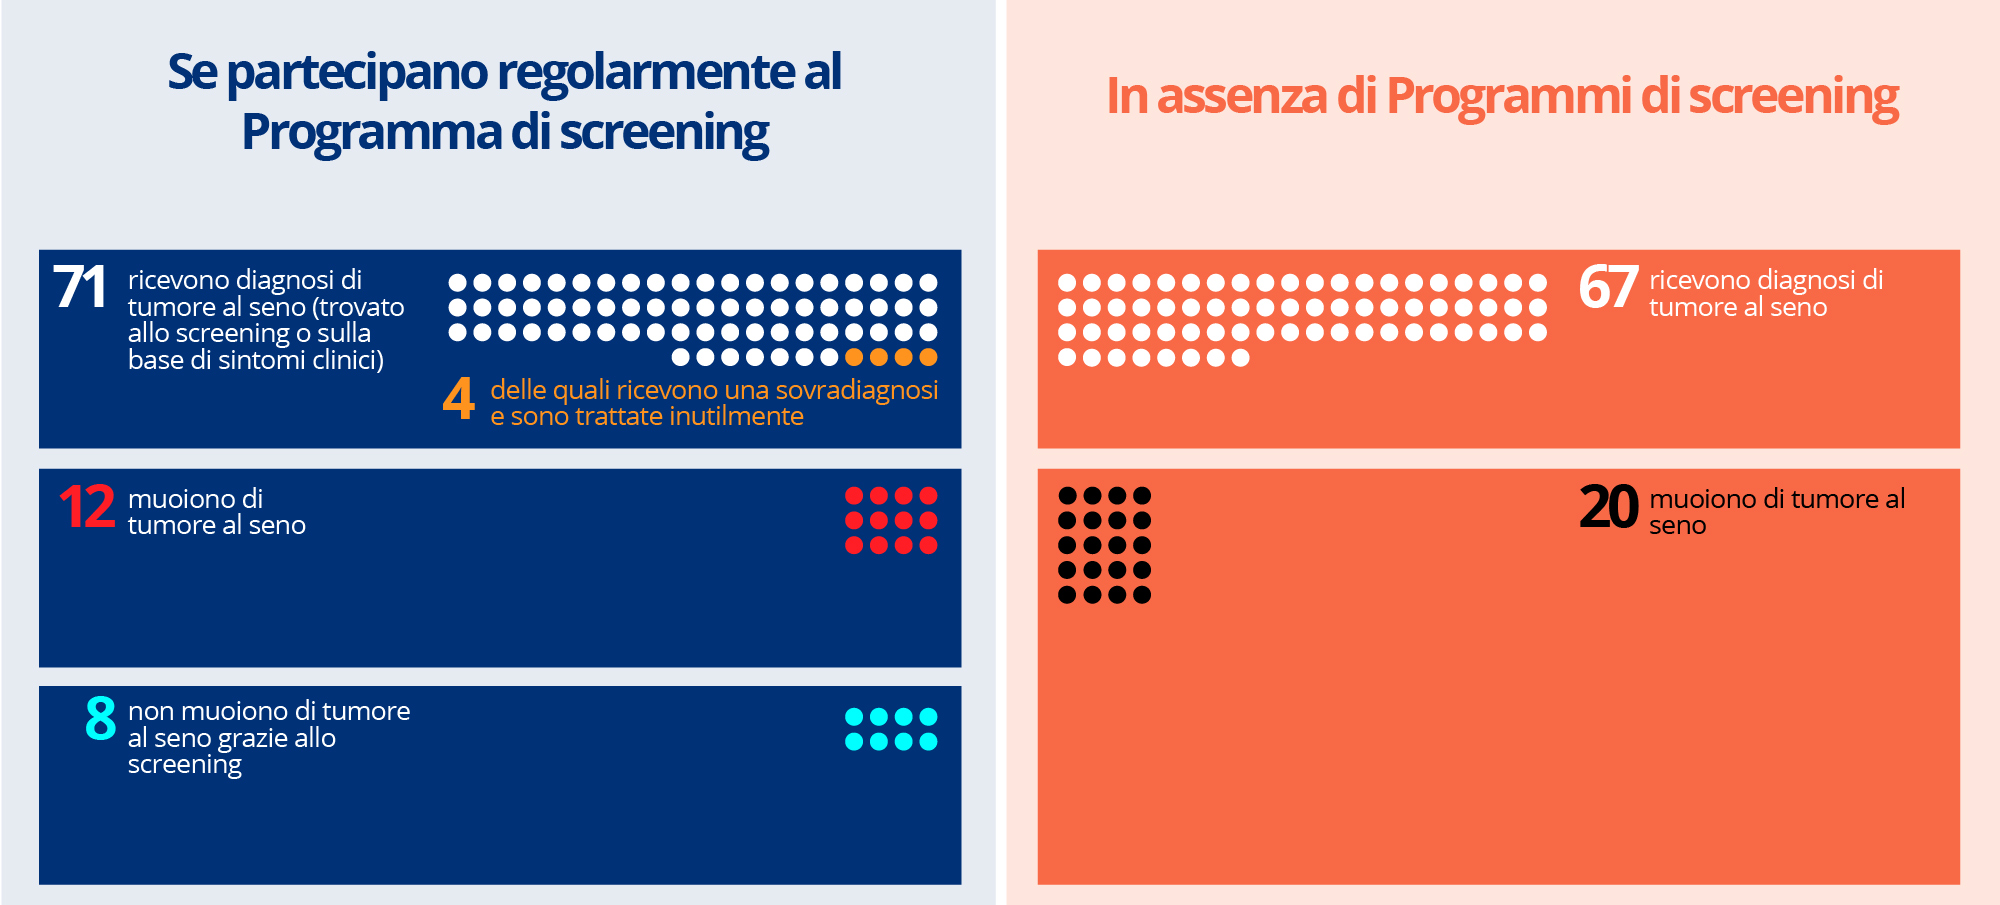 Se partecipano regolarmente al
Programma di screening
71
ricevono diagnosi di
tumore al seno (trovato
allo screening o sulla
base di sintomi clinici)
4
delle quali ricevono una sovradiagnosi
e sono trattate inutilmente
12
muoiono di
tumore al seno
8
non muoiono di tumore
al seno grazie allo
screening
In assenza di Programmi di screening
67
ricevono diagnosi di
tumore al seno
20
muoiono di tumore al
seno